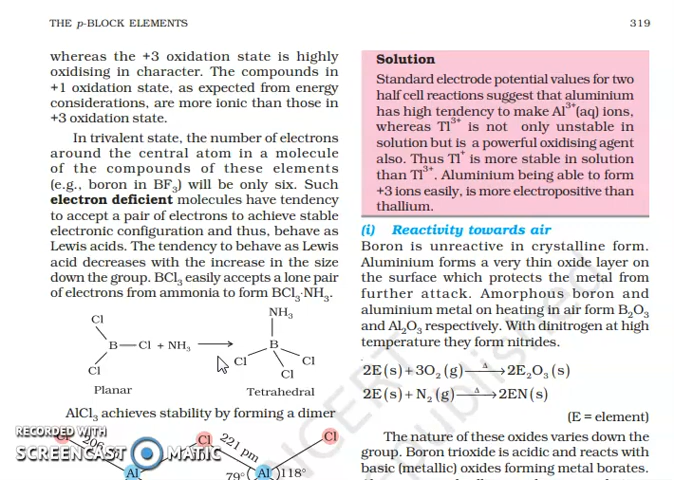 THE p-BLOCK ELEMENTS
319
whereas the +3 oxidation state is highly
oxidising in character. The compounds in
+1 oxidation state, as expected from energy
considerations, are more ionic than those in
+3 oxidation state.
In trivalent state, the number of electrons
around the central atom in a molecule
of the compounds of these elements
(e.g., boron in BF₃) will be only six. Such
electron deficient molecules have tendency
to accept a pair of electrons to achieve stable
electronic configuration and thus, behave as
Lewis acids. The tendency to behave as Lewis
acid decreases with the increase in the size
down the group. BCl₃ easily accepts a lone pair
of electrons from ammonia to form BCl₃·NH₃.
Cl
B—Cl + NH₃
Cl
Planar
NH₃
B
Cl
Cl
Cl
Tetrahedral
AlCl₃ achieves stability by forming a dimer
Cl
206
Cl
221 pm
Cl
Al
79°
Al
118°
RECORDED WITH
SCREENCAST MATIC
Solution
Standard electrode potential values for two
half cell reactions suggest that aluminium
has high tendency to make Al³⁺(aq) ions,
whereas Tl³⁺ is not only unstable in
solution but is a powerful oxidising agent
also. Thus Tl⁺ is more stable in solution
than Tl³⁺. Aluminium being able to form
+3 ions easily, is more electropositive than
thallium.
(i) Reactivity towards air
Boron is unreactive in crystalline form.
Aluminium forms a very thin oxide layer on
the surface which protects the metal from
further attack. Amorphous boron and
aluminium metal on heating in air form B₂O₃
and Al₂O₃ respectively. With dinitrogen at high
temperature they form nitrides.
2E(s)+3O₂(g) —Δ→ 2E₂O₃(s)
2E(s)+N₂(g) —Δ→ 2EN(s)
(E = element)
The nature of these oxides varies down the
group. Boron trioxide is acidic and reacts with
basic (metallic) oxides forming metal borates.